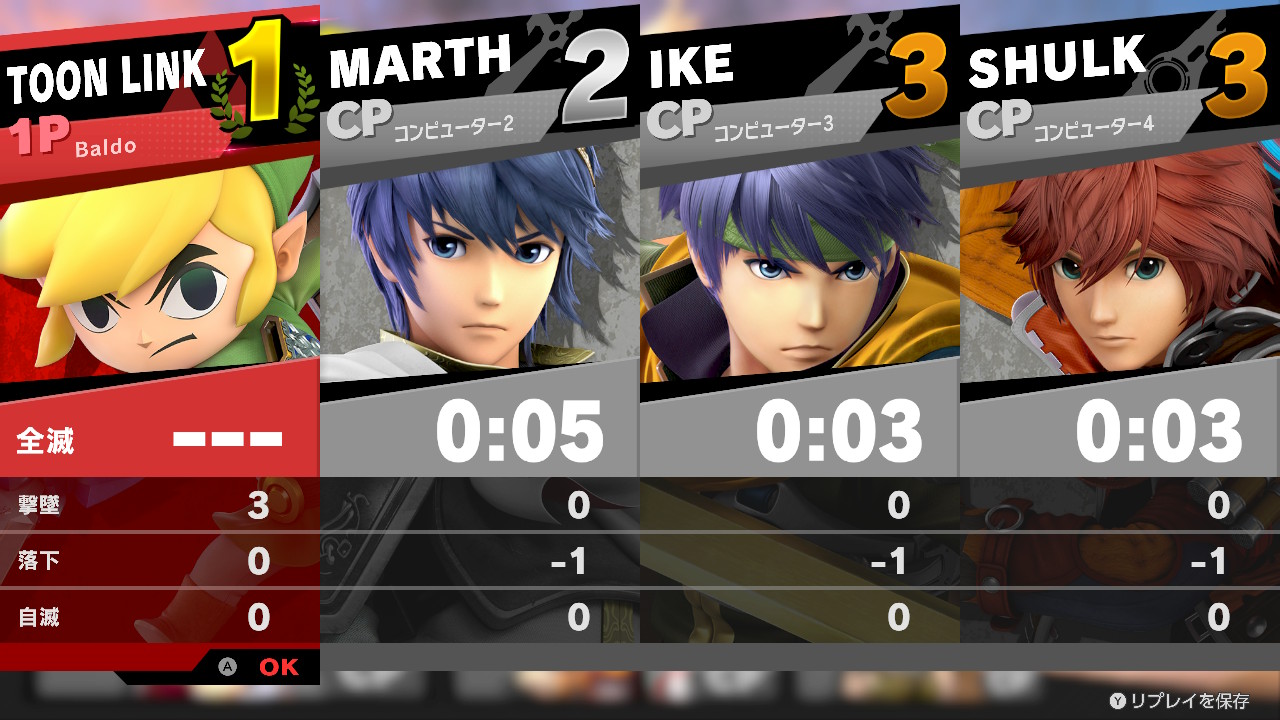 TOON LINK 1
1P Baldo
全滅 ---
撃墜 3
落下 0
自滅 0
Ⓐ OK
MARTH 2
CP コンピューター2
0:05
0
-1
0
IKE 3
CP コンピューター3
0:03
0
-1
0
SHULK 3
CP コンピューター4
0:03
0
-1
0
Ⓨ リプレイを保存